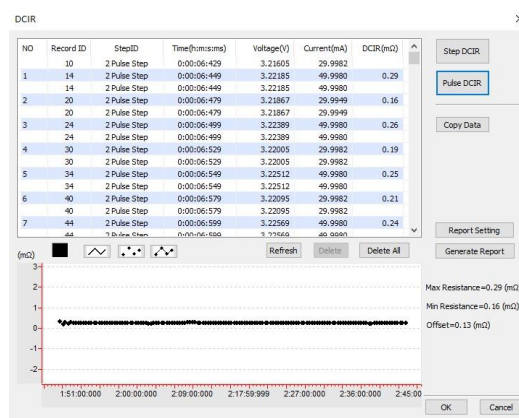 DCIR
NO Record ID StepID Time(h:m:s:ms) Voltage(V) Current(mA) DCIR(mΩ)
10 2 Pulse Step 0:00:06:429 3.21605 29.9982
1 14 2 Pulse Step 0:00:06:449 3.22185 49.9980 0.29
14 2 Pulse Step 0:00:06:449 3.22185 49.9980
2 20 2 Pulse Step 0:00:06:479 3.21867 29.9949 0.16
20 2 Pulse Step 0:00:06:479 3.21867 29.9949
3 24 2 Pulse Step 0:00:06:499 3.22389 49.9980 0.26
24 2 Pulse Step 0:00:06:499 3.22389 49.9980
4 30 2 Pulse Step 0:00:06:529 3.22005 29.9982 0.19
30 2 Pulse Step 0:00:06:529 3.22005 29.9982
5 34 2 Pulse Step 0:00:06:549 3.22512 49.9980 0.25
34 2 Pulse Step 0:00:06:549 3.22512 49.9980
6 40 2 Pulse Step 0:00:06:579 3.22095 29.9982 0.21
40 2 Pulse Step 0:00:06:579 3.22095 29.9982
7 44 2 Pulse Step 0:00:06:599 3.22569 49.9980 0.24
44 2 Pulse Step 0:00:06:599 3.22569 49.9980
Step DCIR
Pulse DCIR
Copy Data
Report Setting
Generate Report
Refresh Delete Delete All
(mΩ)
3
2
1
0
-1
-2
1:51:00:000 2:00:00:000 2:09:00:000 2:17:59:999 2:27:00:000 2:36:00:000 2:45:00
Max Resistance=0.29 (mΩ)
Min Resistance=0.16 (mΩ)
Offset=0.13 (mΩ)
OK Cancel